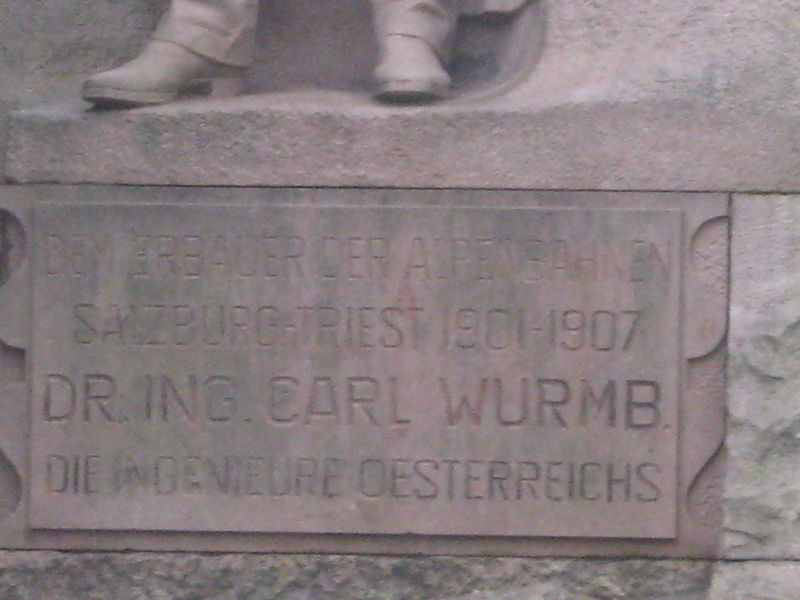 DEM ERBAUER DER ALPENBAHNEN
SALZBURG-TRIEST 1901-1907
DR. ING. CARL WURMB.
DIE INGENIEURE OESTERREICHS